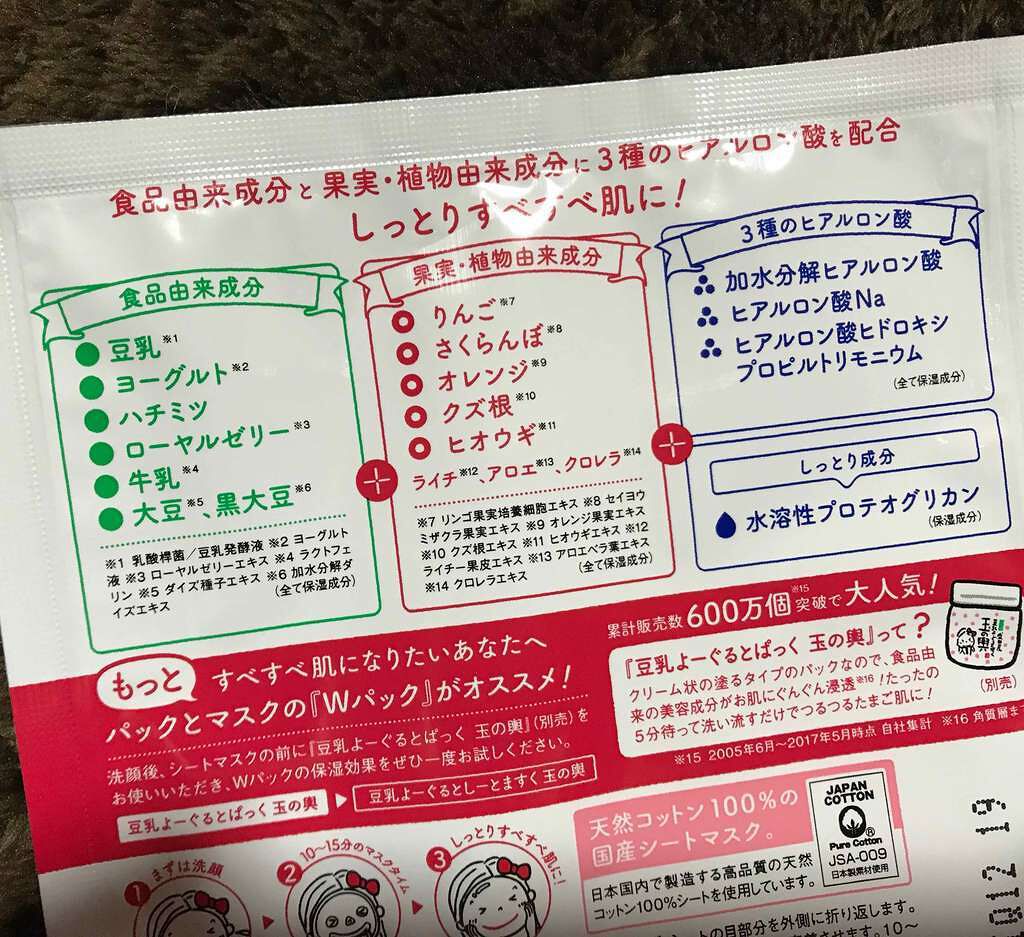 食品由来成分と果実・植物由来成分に3種のヒアルロン酸を配合
しっとりすべすべ肌に!
食品由来成分
豆乳※1
ヨーグルト※2
ハチミツ
ローヤルゼリー※3
牛乳※4
大豆※5、黒大豆※6
※1 乳酸桿菌/豆乳発酵液 ※2 ヨーグルト
液 ※3 ローヤルゼリーエキス ※4 ラクトフェ
リン ※5 ダイズ種子エキス ※6 加水分解ダ
イズエキス (全て保湿成分)
果実・植物由来成分
りんご※7
さくらんぼ※8
オレンジ※9
クズ根※10
ヒオウギ※11
ライチ※12、アロエ※13、クロレラ※14
※7 リンゴ果実培養細胞エキス ※8 セイヨウ
ミザクラ果実エキス ※9 オレンジ果実エキス
※10 クズ根エキス ※11 ヒオウギエキス ※12
ライチー果皮エキス ※13 アロエベラ葉エキス
※14 クロレラエキス (全て保湿成分)
3種のヒアルロン酸
加水分解ヒアルロン酸
ヒアルロン酸Na
ヒアルロン酸ヒドロキシ
プロピルトリモニウム
(全て保湿成分)
しっとり成分
水溶性プロテオグリカン
(保湿成分)
もっと すべすべ肌になりたいあなたへ
パックとマスクの『Wパック』がオススメ!
洗顔後、シートマスクの前に『豆乳よーぐるとぱっく 玉の輿』(別売)を
お使いいただき、Wパックの保湿効果をぜひ一度お試しください。
豆乳よーぐるとぱっく 玉の輿 ▶ 豆乳よーぐるとしーとますく 玉の輿
累計販売数600万個※15突破で大人気!
『豆乳よーぐるとぱっく 玉の輿』って?
クリーム状の塗るタイプのパックなので、食品由
来の美容成分がお肌にぐんぐん浸透※16!たったの
5分待って洗い流すだけでつるつるたまご肌に!
玉の輿
(別売)
※15 2005年6月~2017年5月時点 自社集計 ※16 角質層ま
1 まずは洗顔
2 10~15分のマスクタイム
3 しっとりすべすべ肌に!
天然コットン100%の
国産シートマスク。
日本国内で製造する高品質の天然
コットン100%シートを使用しています。
JAPAN
COTTON
®
Pure Cotton
JSA-009
日本製素材使用
の目部分を外側に折り返します。
10~